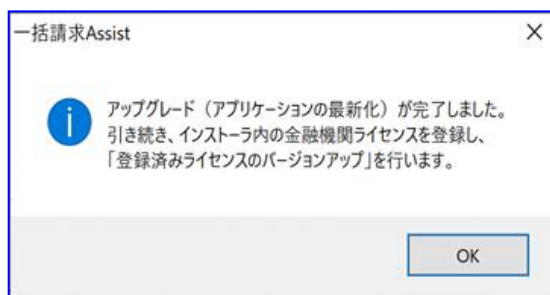 一括請求Assist
アップグレード（アプリケーションの最新化）が完了しました。
引き続き、インストーラ内の金融機関ライセンスを登録し、
「登録済みライセンスのバージョンアップ」を行います。
OK